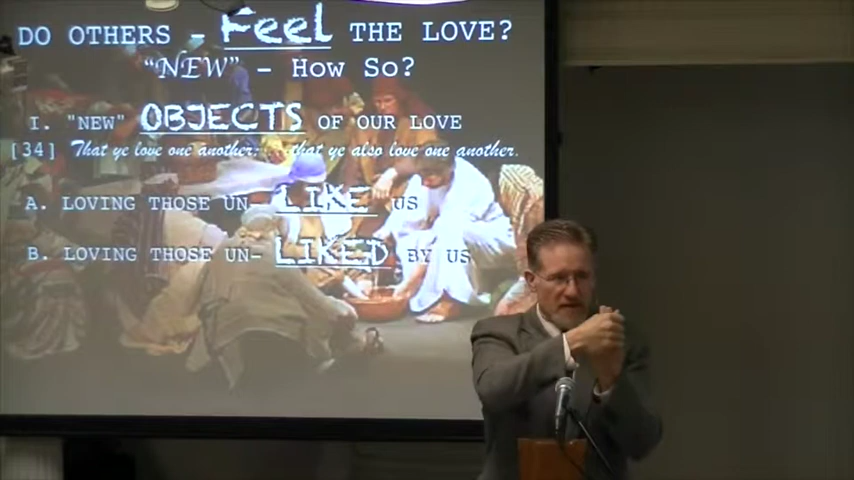 DO OTHERS - Feel THE LOVE?
"NEW" - HOW SO?
I. "NEW" OBJECTS OF OUR LOVE
[34] That ye love one another; ...that ye also love one another.
A. LOVING THOSE UN- LIKE US
B. LOVING THOSE UN- LIKED BY US